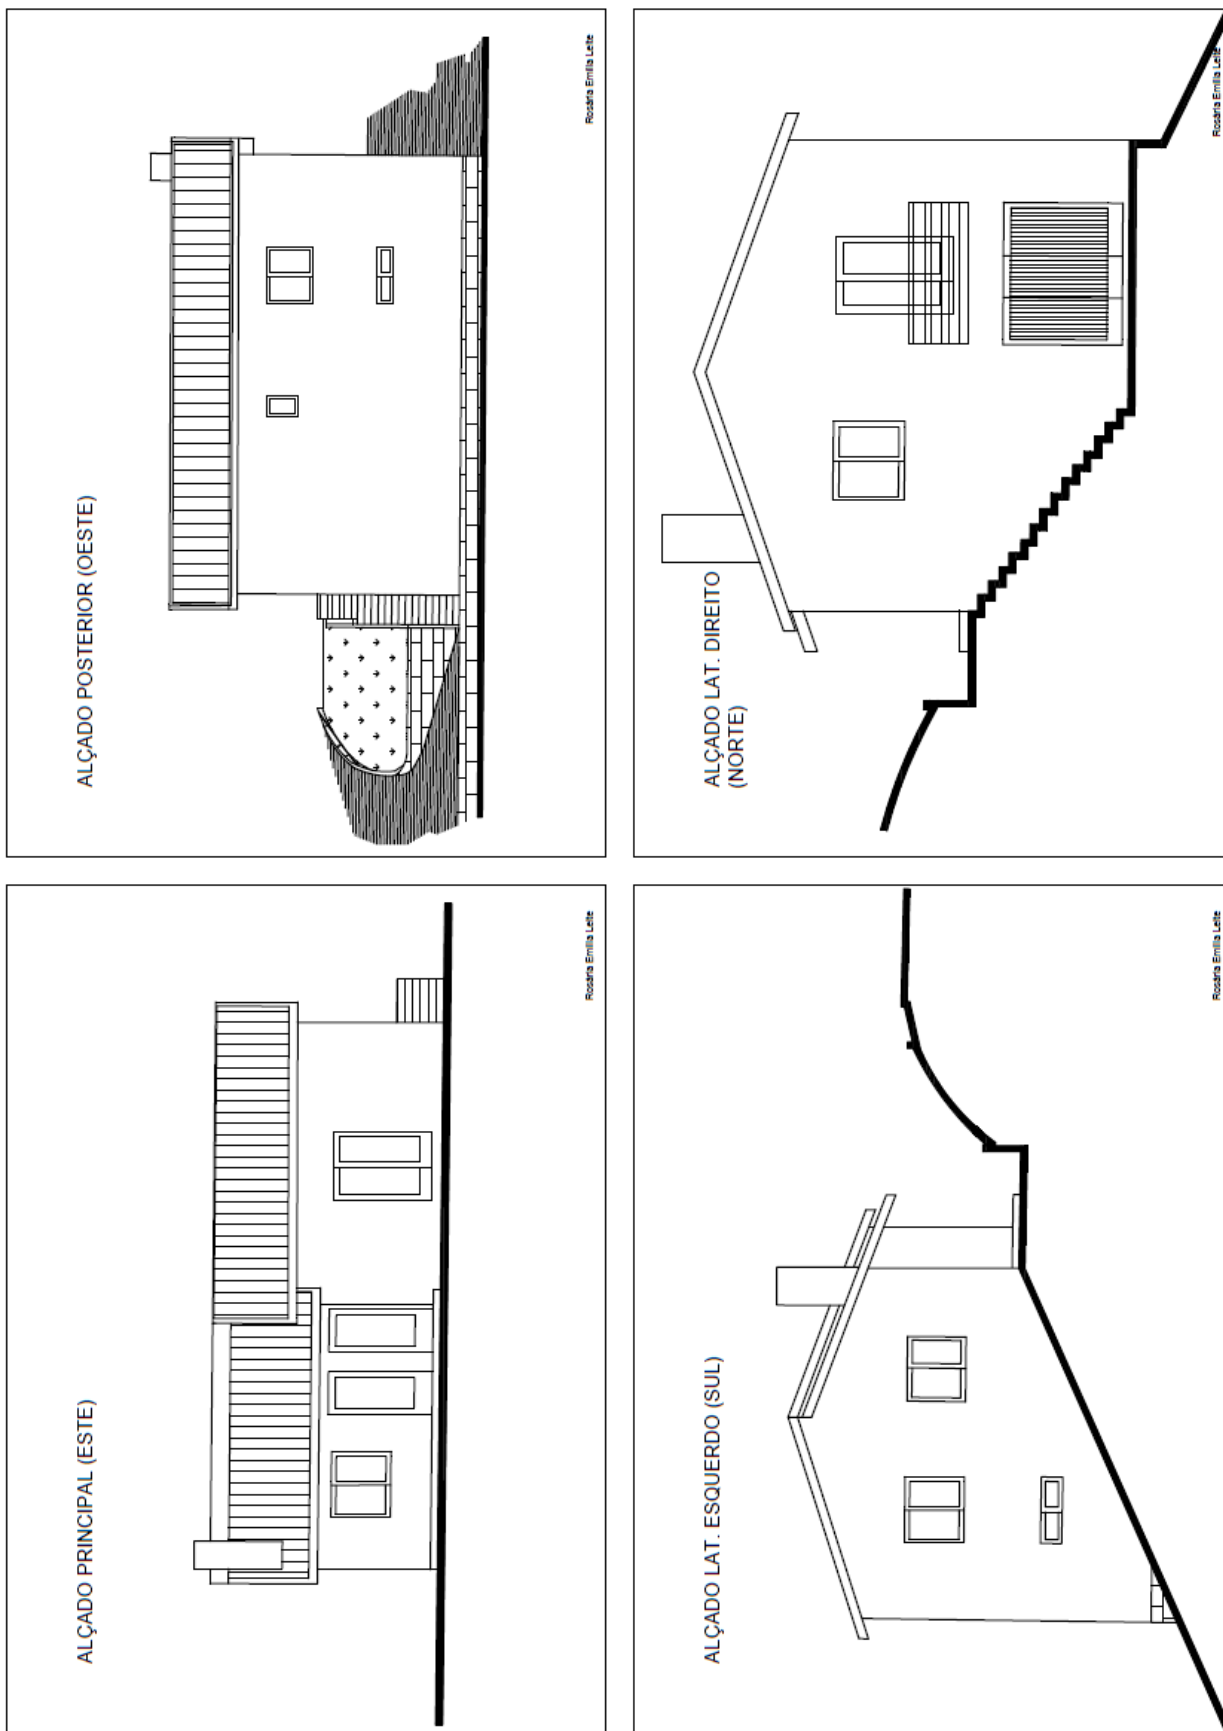 ALÇADO POSTERIOR (OESTE)
Rosária Emília Leite
ALÇADO LAT. DIREITO
(NORTE)
Rosária Emília Leite
ALÇADO PRINCIPAL (ESTE)
Rosária Emília Leite
ALÇADO LAT. ESQUERDO (SUL)
Rosária Emília Leite